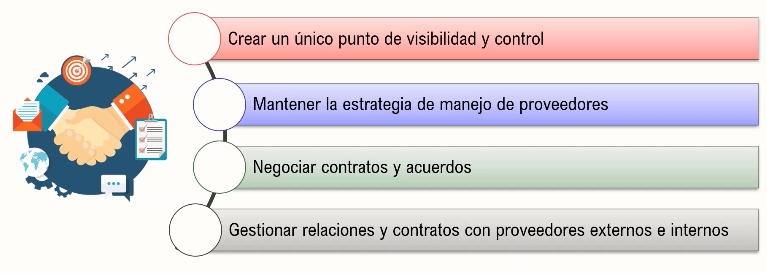 Crear un único punto de visibilidad y control
Mantener la estrategia de manejo de proveedores
Negociar contratos y acuerdos
Gestionar relaciones y contratos con proveedores externos e internos